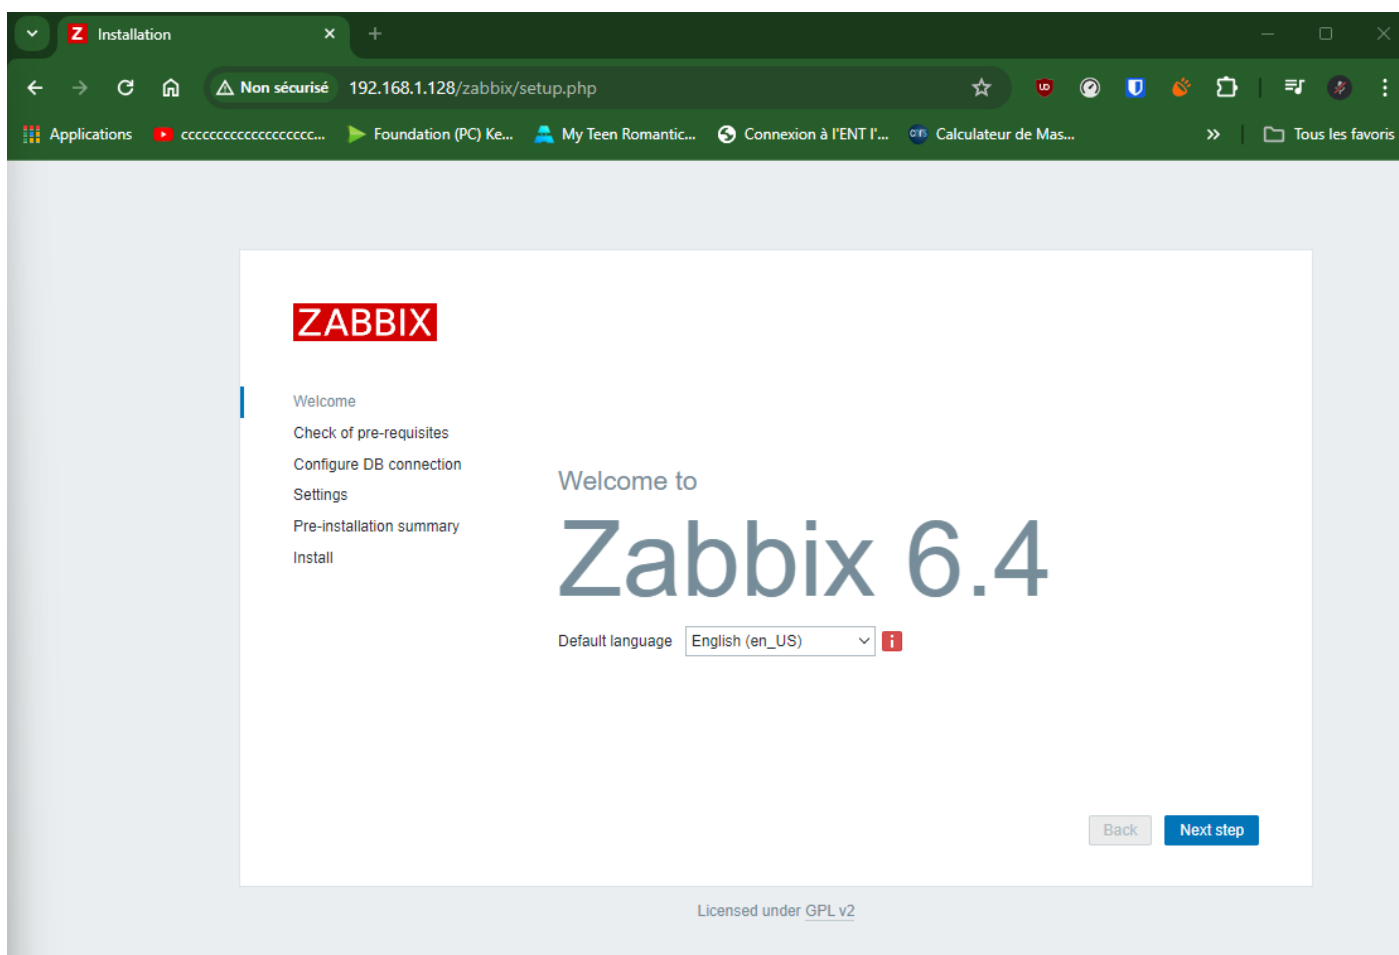 Z Installation
Non sécurisé 192.168.1.128/zabbix/setup.php
Applications cccccccccccccccccc... Foundation (PC) Ke... My Teen Romantic... Connexion à l'ENT l'... Calculateur de Mas... » Tous les favoris
ZABBIX
Welcome
Check of pre-requisites
Configure DB connection
Settings
Pre-installation summary
Install
Welcome to
Zabbix 6.4
Default language English (en_US) i
Back Next step
Licensed under GPL v2